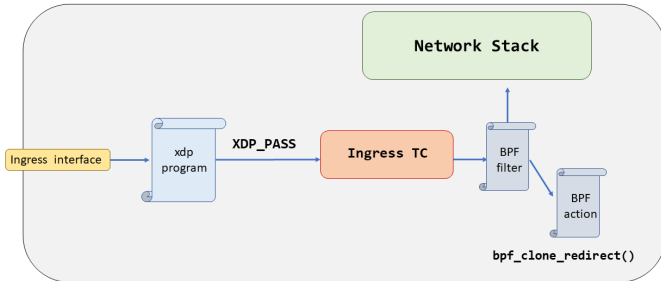 Network Stack
Ingress interface
xdp
program
XDP_PASS
Ingress TC
BPF
filter
BPF
action
bpf_clone_redirect()